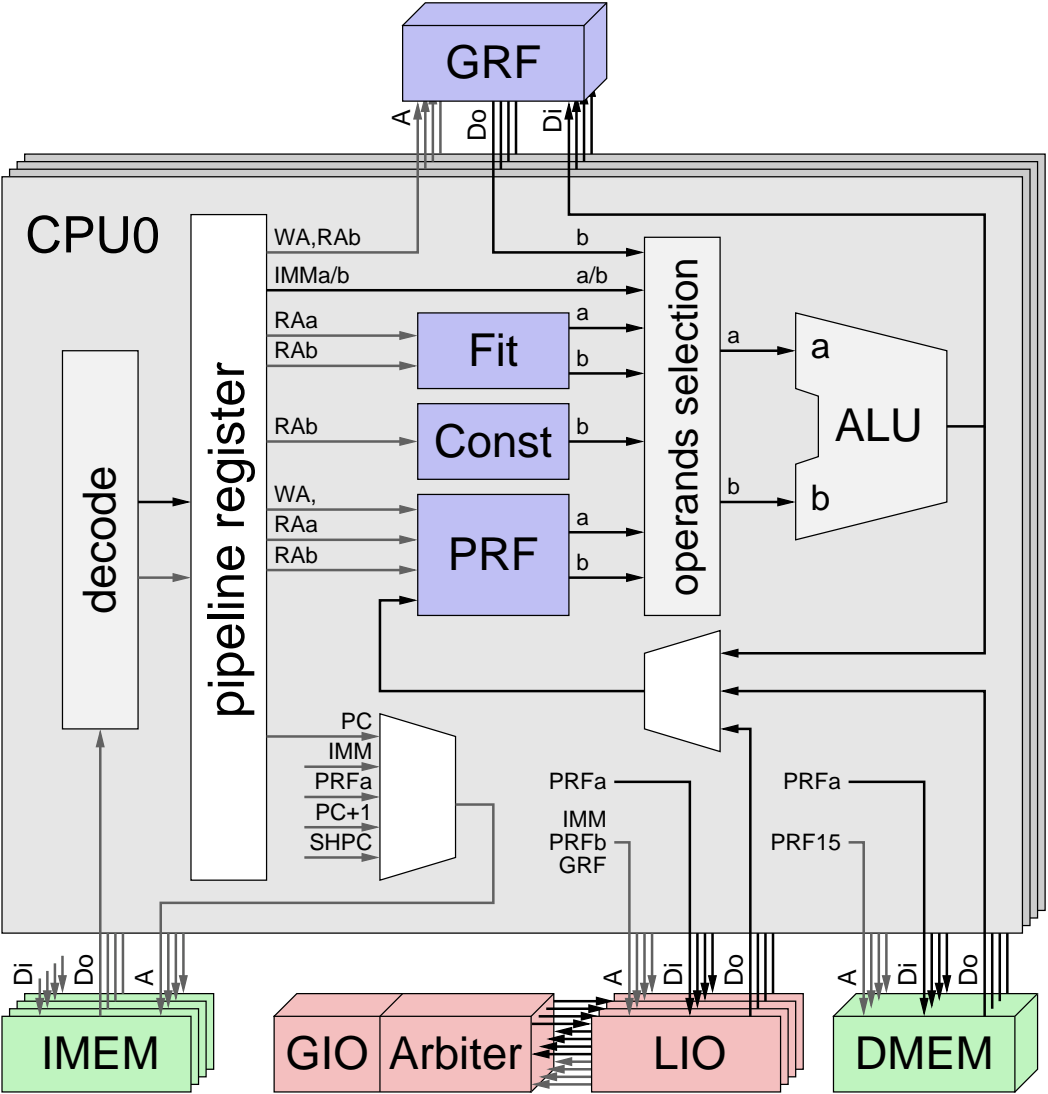 GRF
A
Do
Di
CPU0
WA,RAb
b
IMMa/b
a/b
RAa
RAb
Fit
a
b
RAb
Const
b
WA,
RAa
RAb
PRF
a
b
decode
pipeline register
operands selection
a
b
a
b
ALU
PC
IMM
PRFa
PC+1
SHPC
PRFa
IMM
PRFb
GRF
PRFa
PRF15
Di
Do
A
A
Di
Do
A
Di
Do
IMEM
GIO
Arbiter
LIO
DMEM